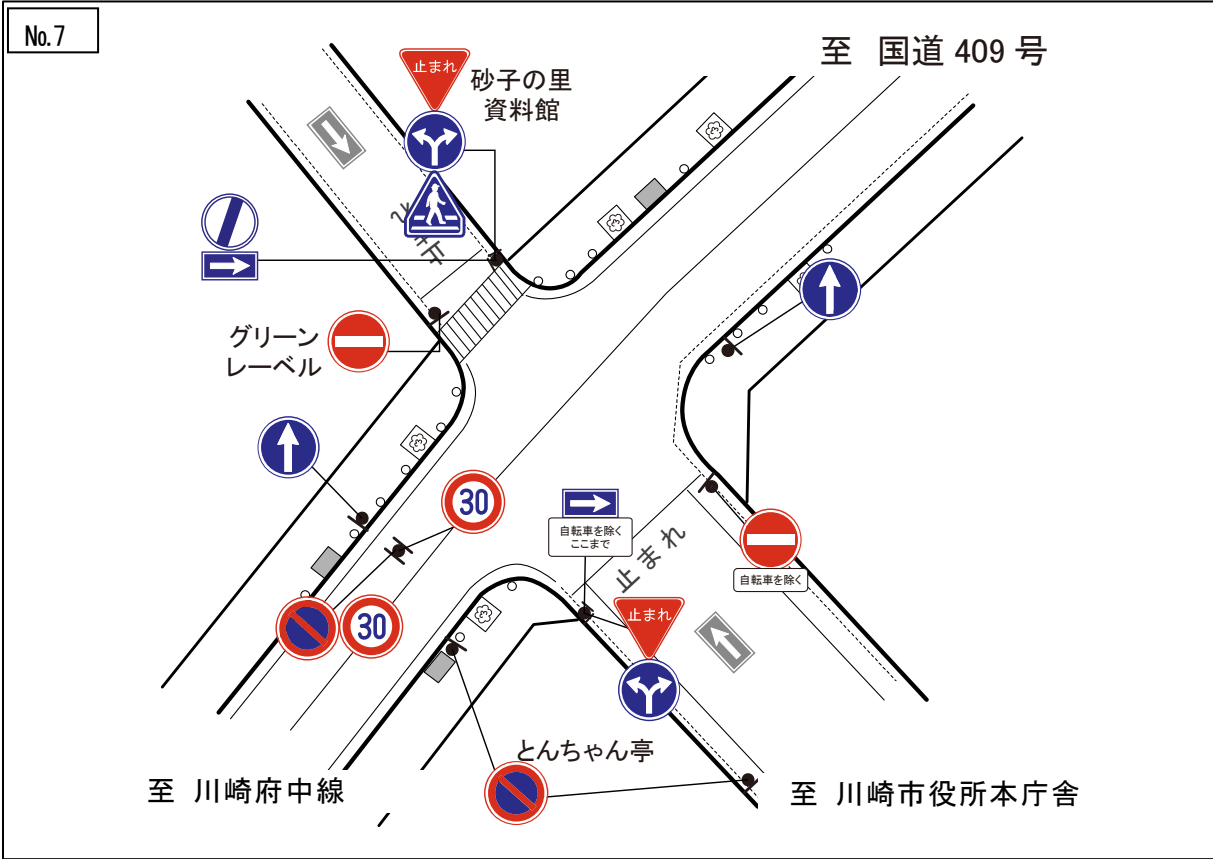 No.7
至 国道 409 号
止まれ
砂子の里
資料館
止まれ
グリーン
レーベル
30
自転車を除く
ここまで
止まれ
自転車を除く
30
止まれ
とんちゃん亭
至 川崎府中線
至 川崎市役所本庁舎